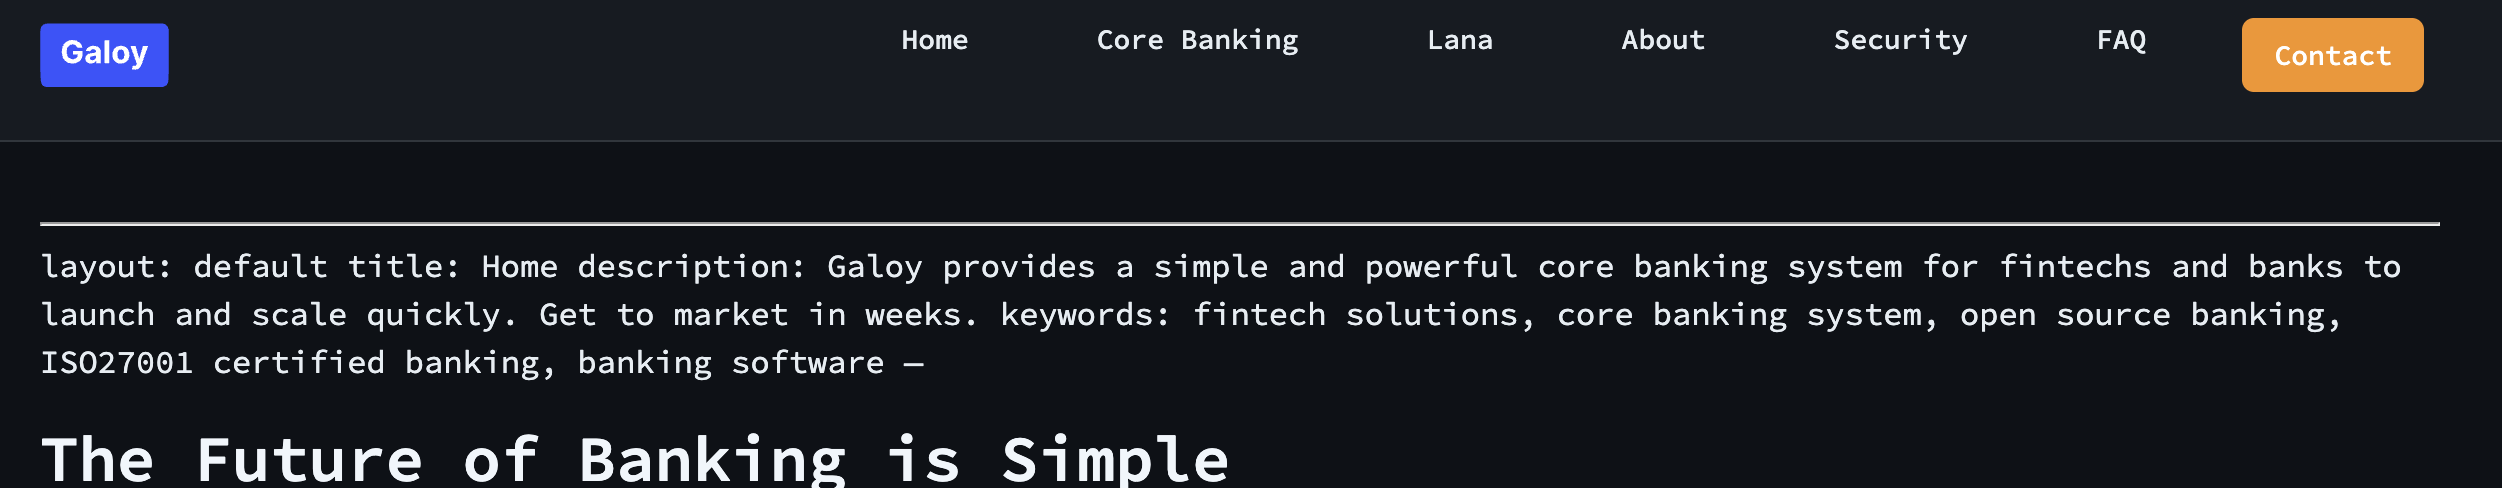 Galoy
Home
Core Banking
Lana
About
Security
FAQ
Contact
layout: default title: Home description: Galoy provides a simple and powerful core banking system for fintechs and banks to
launch and scale quickly. Get to market in weeks. keywords: fintech solutions, core banking system, open source banking,
ISO27001 certified banking, banking software —
The Future of Banking is Simple